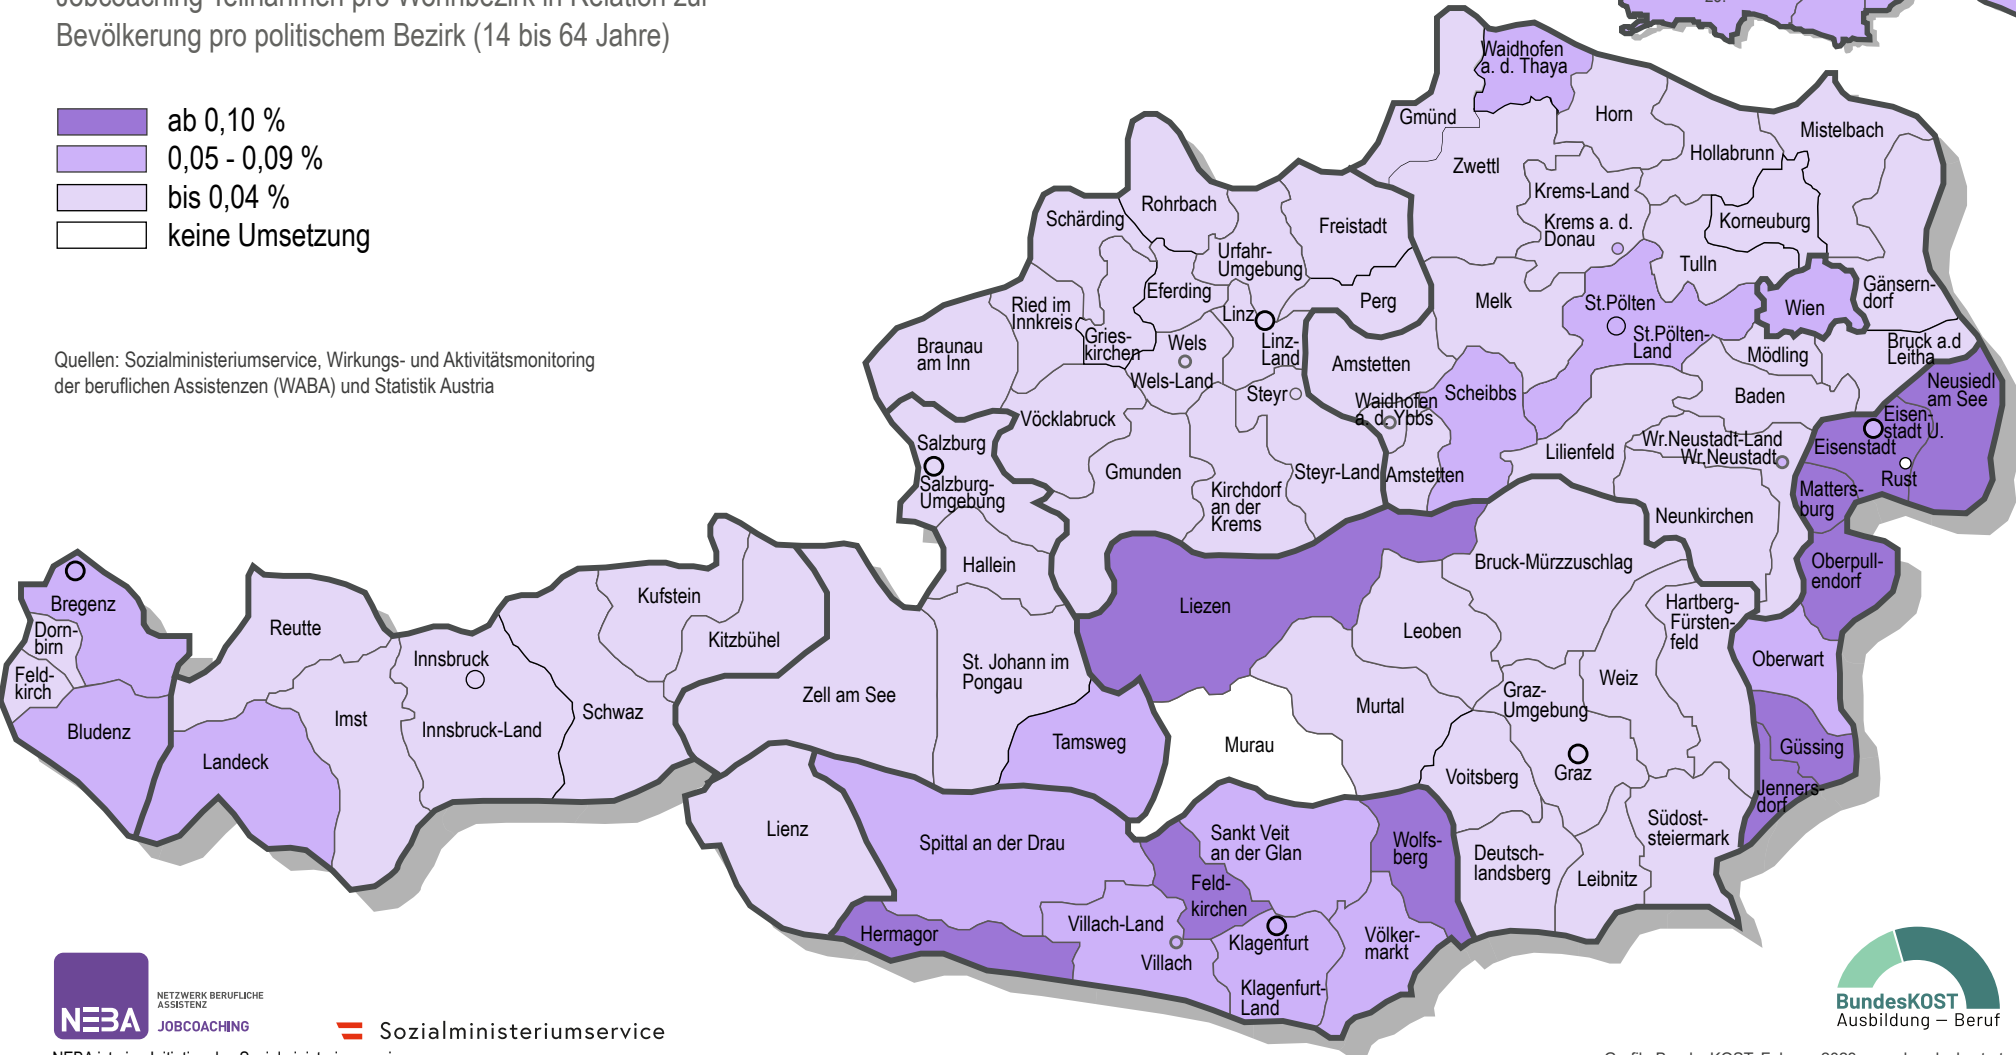 Jobcoaching-Teilnahmen pro Wohnbezirk in Relation zur
Bevölkerung pro politischem Bezirk (14 bis 64 Jahre)
ab 0,10 %
0,05 - 0,09 %
bis 0,04 %
keine Umsetzung
Quellen: Sozialministeriumservice, Wirkungs- und Aktivitätsmonitoring
der beruflichen Assistenzen (WABA) und Statistik Austria
Waidhofen
a. d. Thaya
Gmünd
Horn
Mistelbach
Hollabrunn
Zwettl
Krems-Land
Krems a. d.
Donau
Korneuburg
Tulln
Rohrbach
Schärding
Freistadt
Urfahr-
Umgebung
Eferding
Perg
Melk
St.Pölten
St.Pölten-
Land
Wien
Gänsern-
dorf
Bruck a.d
Leitha
Ried im
Innkreis
Gries-
kirchen
Linz
Linz-
Land
Wels
Wels-Land
Steyr
Braunau
am Inn
Amstetten
Waidhofen
a. d. Ybbs
Scheibbs
Mödling
Baden
Neusiedl
am See
Eisen-
stadt U.
Eisenstadt
Rust
Vöcklabruck
Salzburg
Salzburg-
Umgebung
Gmunden
Kirchdorf
an der
Krems
Steyr-Land
Amstetten
Lilienfeld
Wr.Neustadt-Land
Wr.Neustadt
Matters-
burg
Neunkirchen
Oberpull-
endorf
Hallein
Bruck-Mürzzuschlag
Liezen
Leoben
Hartberg-
Fürsten-
feld
Oberwart
Bregenz
Dorn-
birn
Feld-
kirch
Bludenz
Reutte
Landeck
Imst
Innsbruck
Innsbruck-Land
Schwaz
Kufstein
Kitzbühel
Zell am See
St. Johann im
Pongau
Tamsweg
Murau
Murtal
Graz-
Umgebung
Weiz
Güssing
Voitsberg
Graz
Jenners-
dorf
Lienz
Spittal an der Drau
Sankt Veit
an der Glan
Wolfs-
berg
Deutsch-
landsberg
Leibnitz
Südost-
steiermark
Feld-
kirchen
Hermagor
Villach-Land
Villach
Klagenfurt
Klagenfurt-
Land
Völker-
markt
NEBA
NETZWERK BERUFLICHE
ASSISTENZ
JOBCOACHING
Sozialministeriumservice
BundesKOST
Ausbildung – Beruf